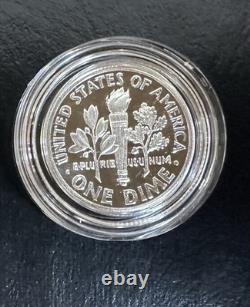 UNITED STATES OF AMERICA
E·PLURIBUS UNUM
ONE DIME